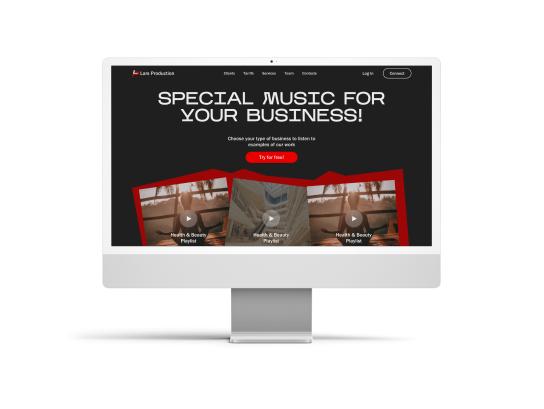 Lars Production
Clients
Tariffs
Services
Team
Contacts
Log In
Connect
SPECIAL MUSIC FOR
YOUR BUSINESS!
Choose your type of business to listen to
examples of our work
Try for free!
Health & Beauty
Playlist
Health & Beauty
Playlist
Health & Beauty
Playlist